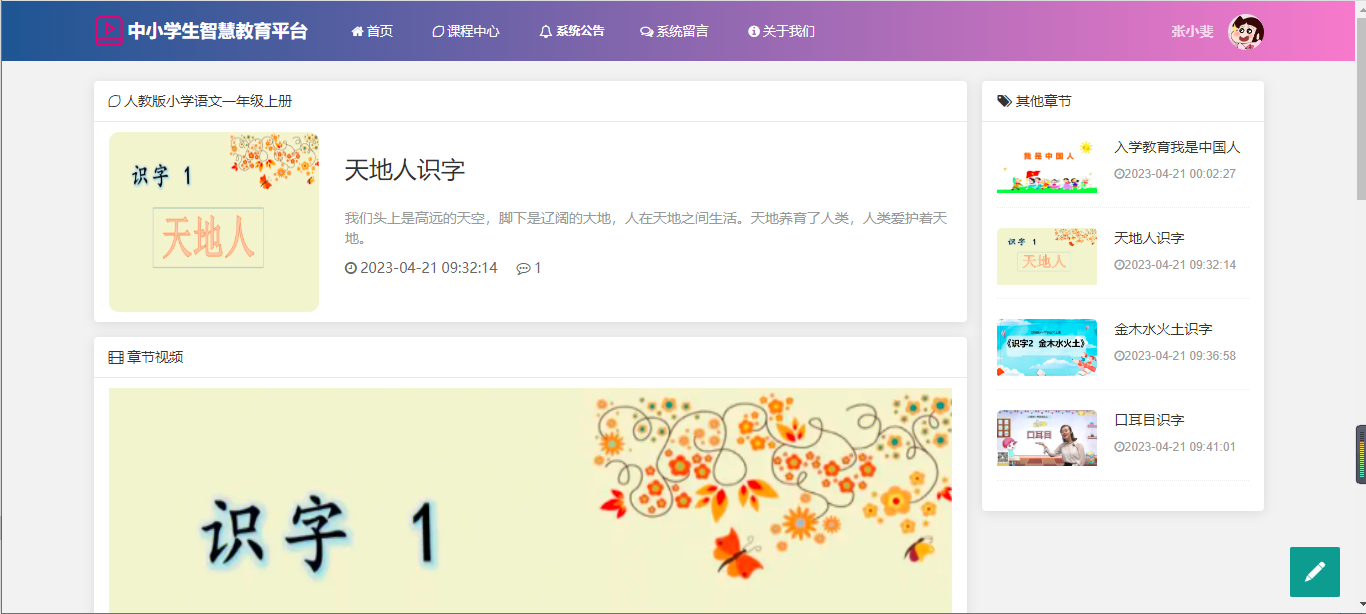 中小学生智慧教育平台
首页
课程中心
系统公告
系统留言
关于我们
张小斐
人教版小学语文一年级上册
识字 1
天地人
天地人识字
我们头上是高远的天空，脚下是辽阔的大地，人在天地之间生活。天地养育了人类，人类爱护着天
地。
2023-04-21 09:32:14
1
章节视频
识字 1
其他章节
我是中国人
入学教育我是中国人
2023-04-21 00:02:27
识字 1
天地人
天地人识字
2023-04-21 09:32:14
《识字2 金木水火土》
金木水火土识字
2023-04-21 09:36:58
口耳目
口耳目识字
2023-04-21 09:41:01